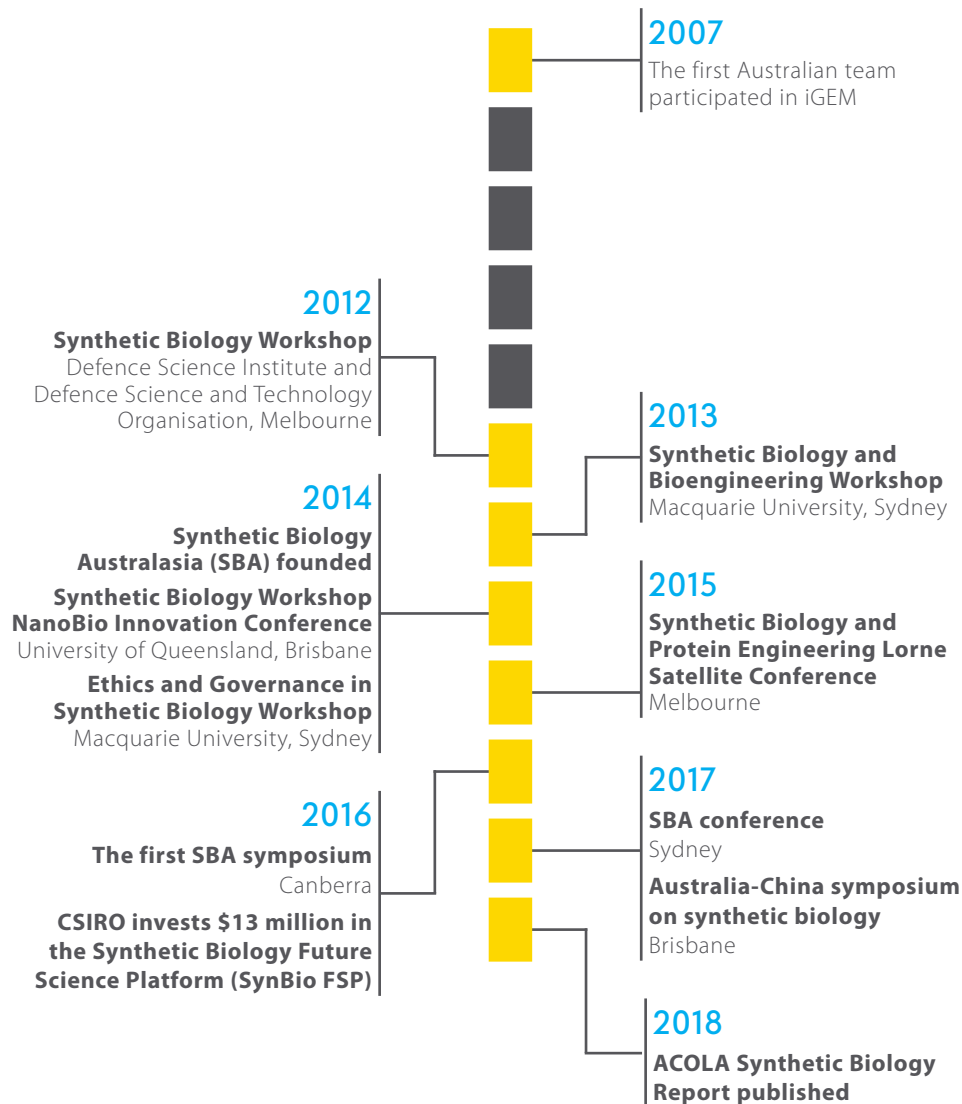 2007
The first Australian team
participated in iGEM
2012
Synthetic Biology Workshop
Defence Science Institute and
Defence Science and Technology
Organisation, Melbourne
2013
Synthetic Biology and
Bioengineering Workshop
Macquarie University, Sydney
2014
Synthetic Biology
Australasia (SBA) founded
Synthetic Biology Workshop
NanoBio Innovation Conference
University of Queensland, Brisbane
Ethics and Governance in
Synthetic Biology Workshop
Macquarie University, Sydney
2015
Synthetic Biology and
Protein Engineering Lorne
Satellite Conference
Melbourne
2016
The first SBA symposium
Canberra
CSIRO invests $13 million in
the Synthetic Biology Future
Science Platform (SynBio FSP)
2017
SBA conference
Sydney
Australia-China symposium
on synthetic biology
Brisbane
2018
ACOLA Synthetic Biology
Report published